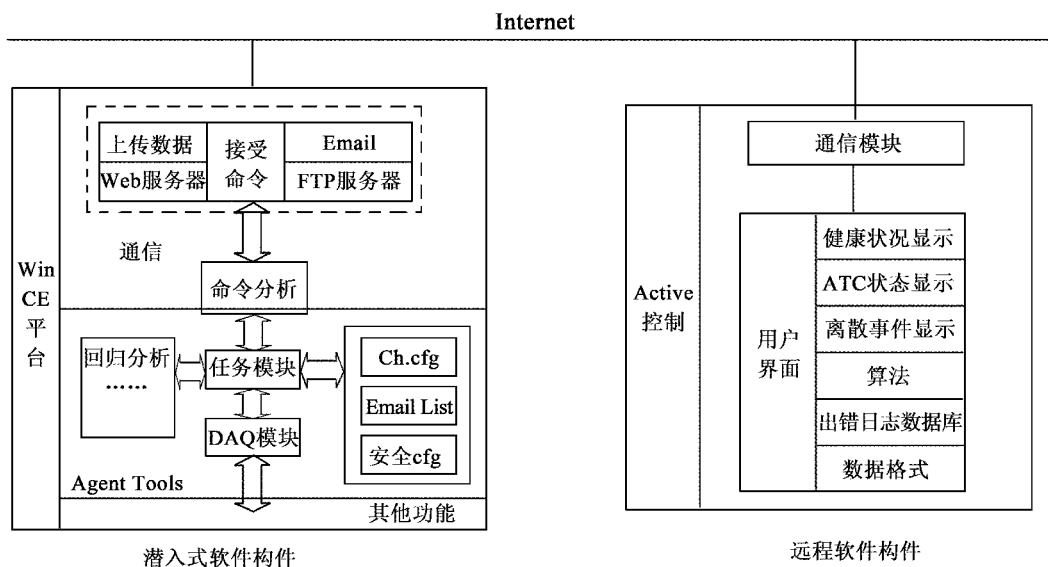 Internet
Win
CE
平
台
上传数据
Web服务器
接受
命令
Email
FTP服务器
通信
命令分析
回归分析
……
任务模块
DAQ模块
Ch.cfg
Email List
安全cfg
Agent Tools
其他功能
潜入式软件构件
Active
控制
通信模块
用户
界面
健康状况显示
ATC状态显示
离散事件显示
算法
出错日志数据库
数据格式
远程软件构件